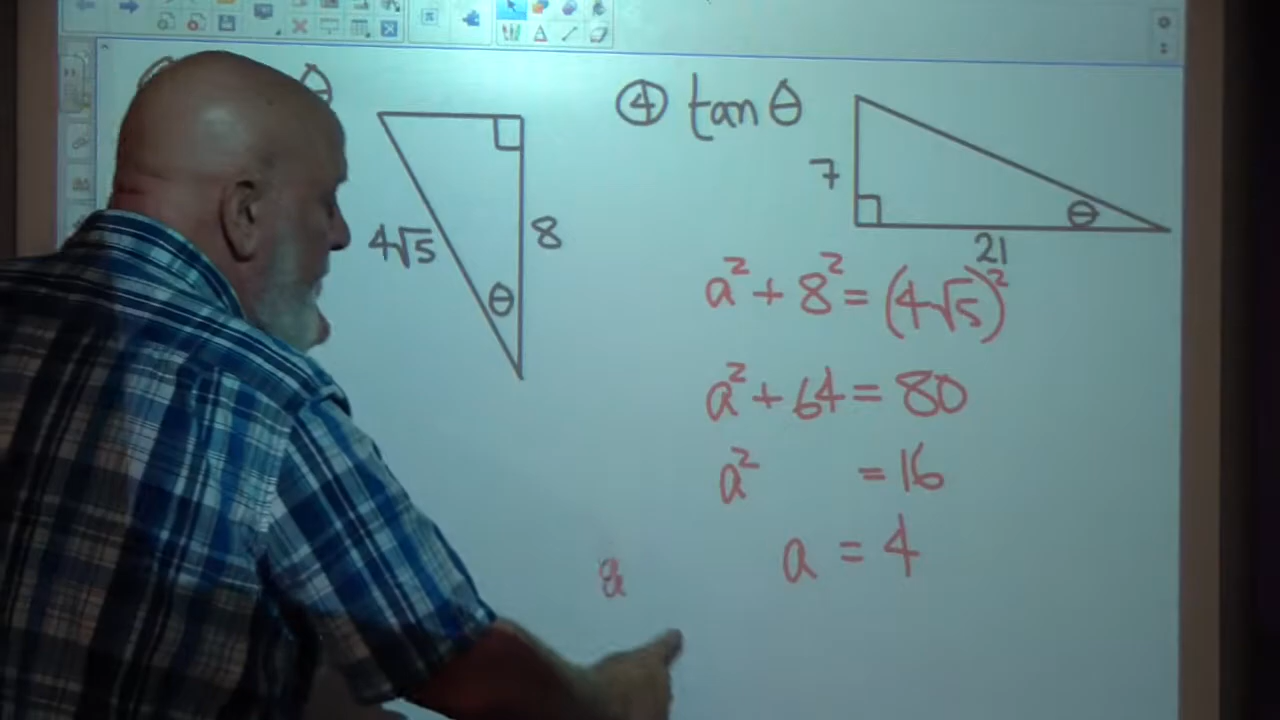 θ
4√5
8
θ
④ tan θ
7
θ
21
a² + 8² = (4√5)²
a² + 64 = 80
a² = 16
a = 4